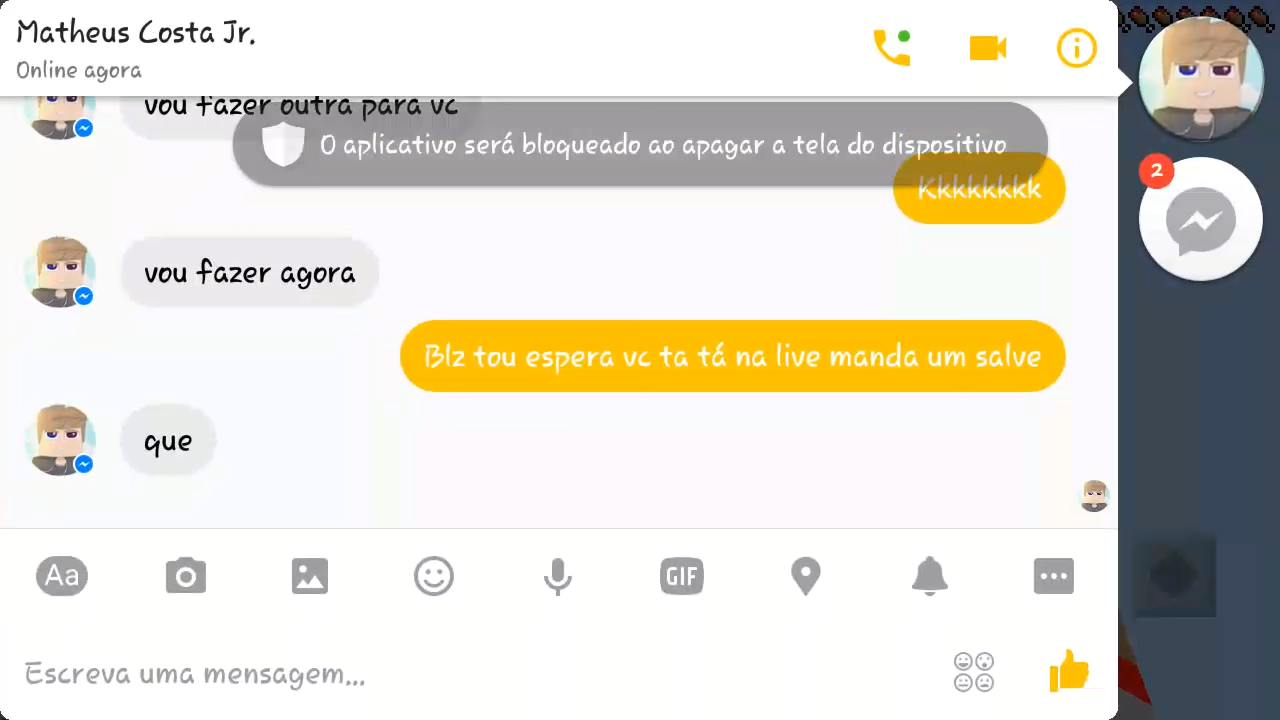 Matheus Costa Jr.
Online agora
vou fazer outra para vc
O aplicativo será bloqueado ao apagar a tela do dispositivo
Kkkkkkkk
2
vou fazer agora
Blz tou espera vc ta tá na live manda um salve
que
Aa
GIF
Escreva uma mensagem...